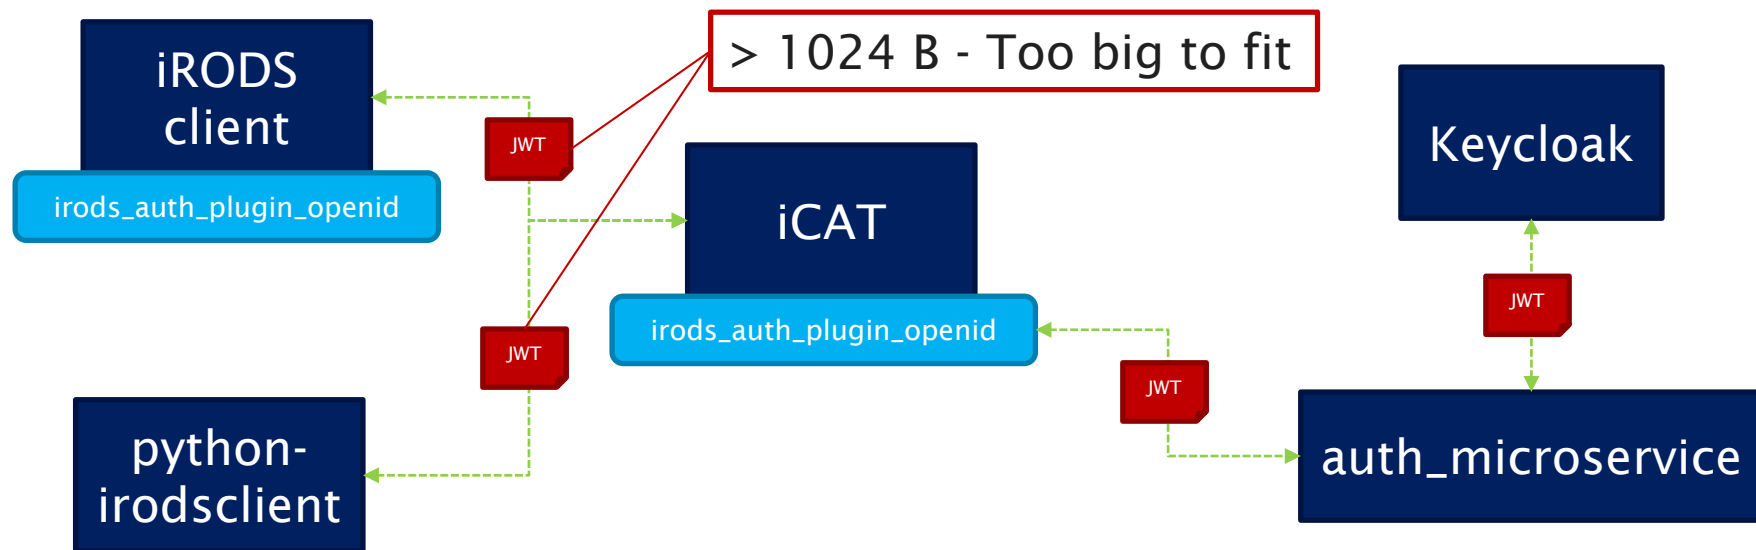 iRODS
client
irods_auth_plugin_openid
JWT
> 1024 B - Too big to fit
iCAT
irods_auth_plugin_openid
Keycloak
JWT
JWT
JWT
python-
irodsclient
auth_microservice